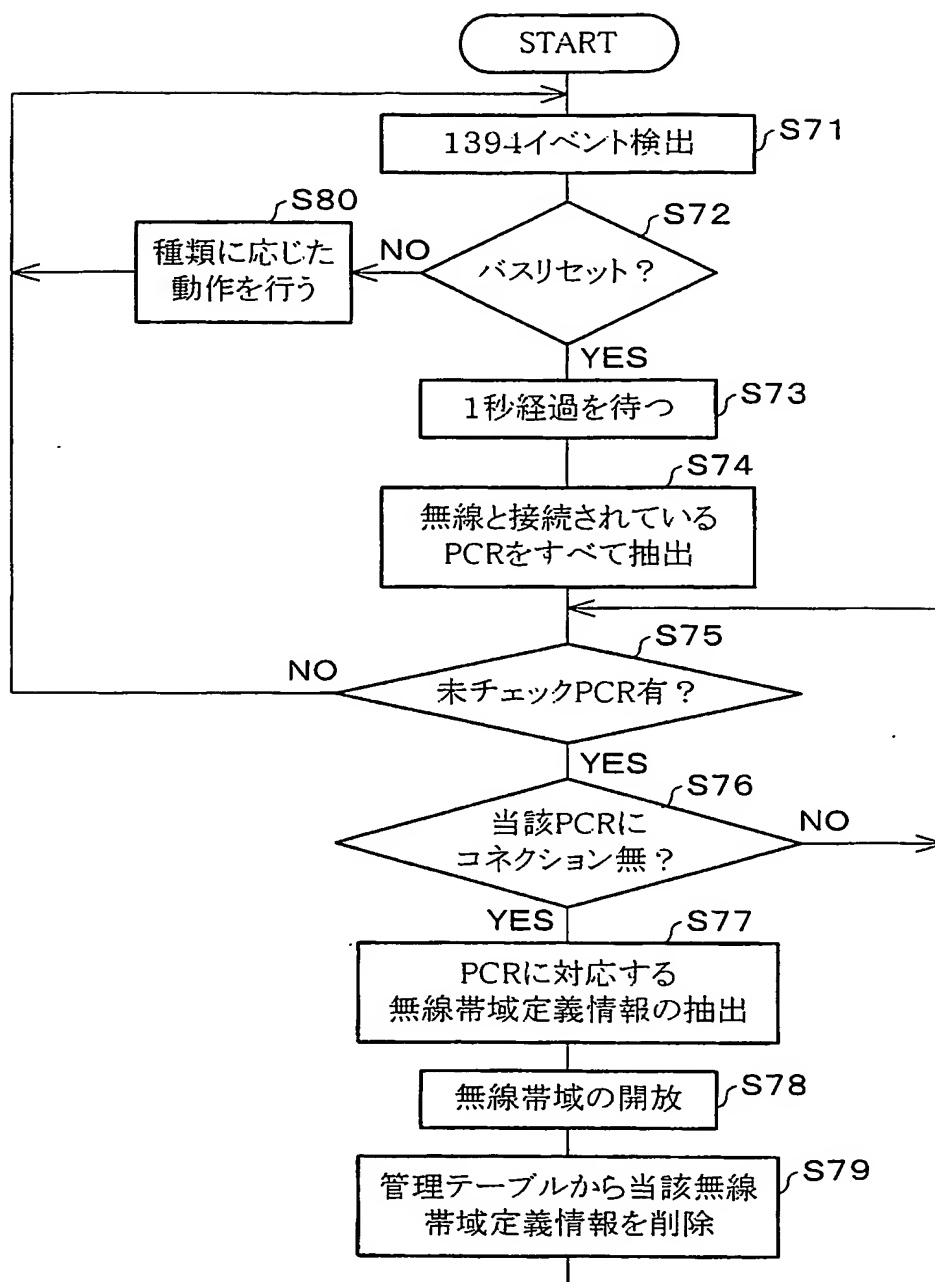 START
1394イベント検出
S71
S72
バスリセット?
NO
S80
種類に応じた
動作を行う
YES
1秒経過を待つ
S73
S74
無線と接続されている
PCRをすべて抽出
S75
NO
未チェックPCR有?
YES
S76
当該PCRに
コネクション無?
NO
YES
S77
PCRに対応する
無線帯域定義情報の抽出
無線帯域の開放
S78
S79
管理テーブルから当該無線
帯域定義情報を削除